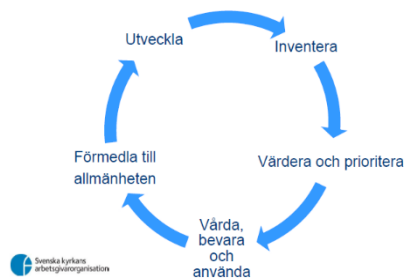 Utveckla
Inventera
Värdera och prioritera
Vårda,
bevara
och
använda
Förmedla till
allmänheten
Svenska kyrkans
arbetsgivarorganisation